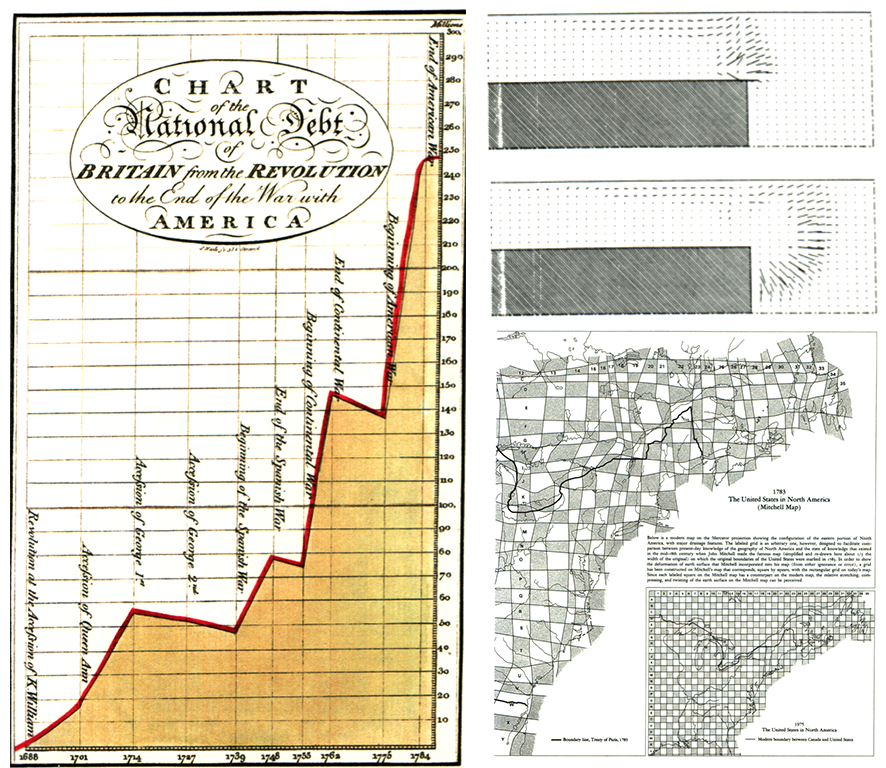 Millions
CHART
of the
National Debt
of
BRITAIN from the REVOLUTION
to the End of the War with
AMERICA
300
290
280
270
260
250
240
230
220
210
200
190
180
170
160
150
140
130
120
110
100
90
80
70
60
50
40
30
20
10
Revolution at the Accession of K. William
Accession of Queen Ann
Accession of George 1st
Accession of George 2nd
Beginning of the Spanish War
End of the Spanish War
Beginning of Continental War
End of Continental War
Beginning of American War
End of American War
1688 1701 1714 1727 1739 1748 1755 1762 1775 1784
1783
The United States in North America
(Mitchell Map)
Below is a modern map on the Mercator projection showing the configuration of the eastern portion of North
America, with major drainage features. The labeled grid is an arbitrary one, however, designed to facilitate com-
parison between present-day knowledge of the geography of North America and the state of knowledge that existed
in the mid-18th century when John Mitchell made the famous map (simplified and re-drawn here about 1/3 the
width of the original) on which the original boundaries of the United States were marked in 1783. In order to show
the deformation of earth surface that Mitchell incorporated into his map (from either ignorance or error), a grid
has been constructed on Mitchell's map that corresponds, square by square, with the rectangular grid on today's map.
Since each labeled square on the Mitchell map has a counterpart on the modern map, the relative stretching, com-
pressing, and twisting of the earth surface on the Mitchell map can be perceived.
Boundary line, Treaty of Paris, 1783
1975
The United States in North America
Modern boundary between Canada and United States